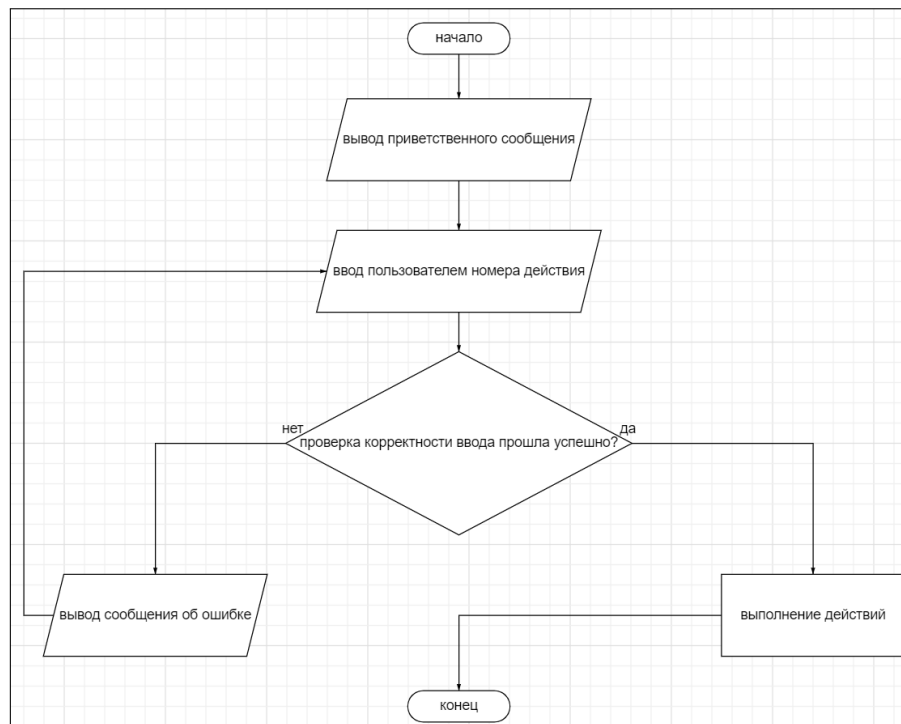 начало
вывод приветственного сообщения
ввод пользователем номера действия
нет
да
проверка корректности ввода прошла успешно?
вывод сообщения об ошибке
выполнение действий
конец